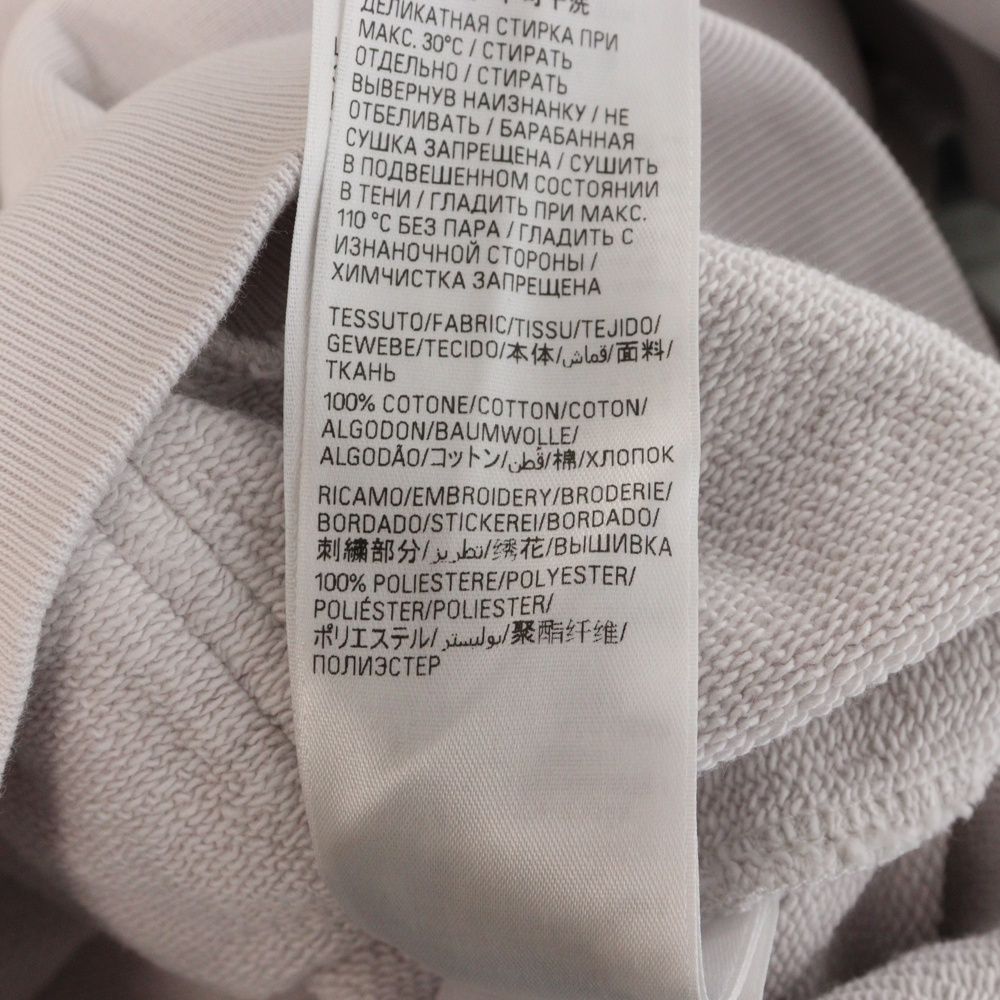 ДЕЛИКАТНАЯ СТИРКА ПРИ
МАКС. 30°C / СТИРАТЬ
ОТДЕЛЬНО / СТИРАТЬ
ВЫВЕРНУВ НАИЗНАНКУ / НЕ
ОТБЕЛИВАТЬ / БАРАБАННАЯ
СУШКА ЗАПРЕЩЕНА / СУШИТЬ
В ПОДВЕШЕННОМ СОСТОЯНИИ
В ТЕНИ / ГЛАДИТЬ ПРИ МАКС.
110 °C БЕЗ ПАРА / ГЛАДИТЬ С
ИЗНАНОЧНОЙ СТОРОНЫ /
ХИМЧИСТКА ЗАПРЕЩЕНА
TESSUTO/FABRIC/TISSU/TEJIDO/
GEWEBE/TECIDO/本体/قماش/面料/
ТКАНЬ
100% COTONE/COTTON/COTON/
ALGODON/BAUMWOLLE/
ALGODÃO/コットン/قطن/棉/ХЛОПОК
RICAMO/EMBROIDERY/BRODERIE/
BORDADO/STICKEREI/BORDADO/
刺繍部分/تطريز/绣花/ВЫШИВКА
100% POLIESTERE/POLYESTER/
POLIÉSTER/POLIESTER/
ポリエステル/بوليستر/聚酯纤维/
ПОЛИЭСТЕР